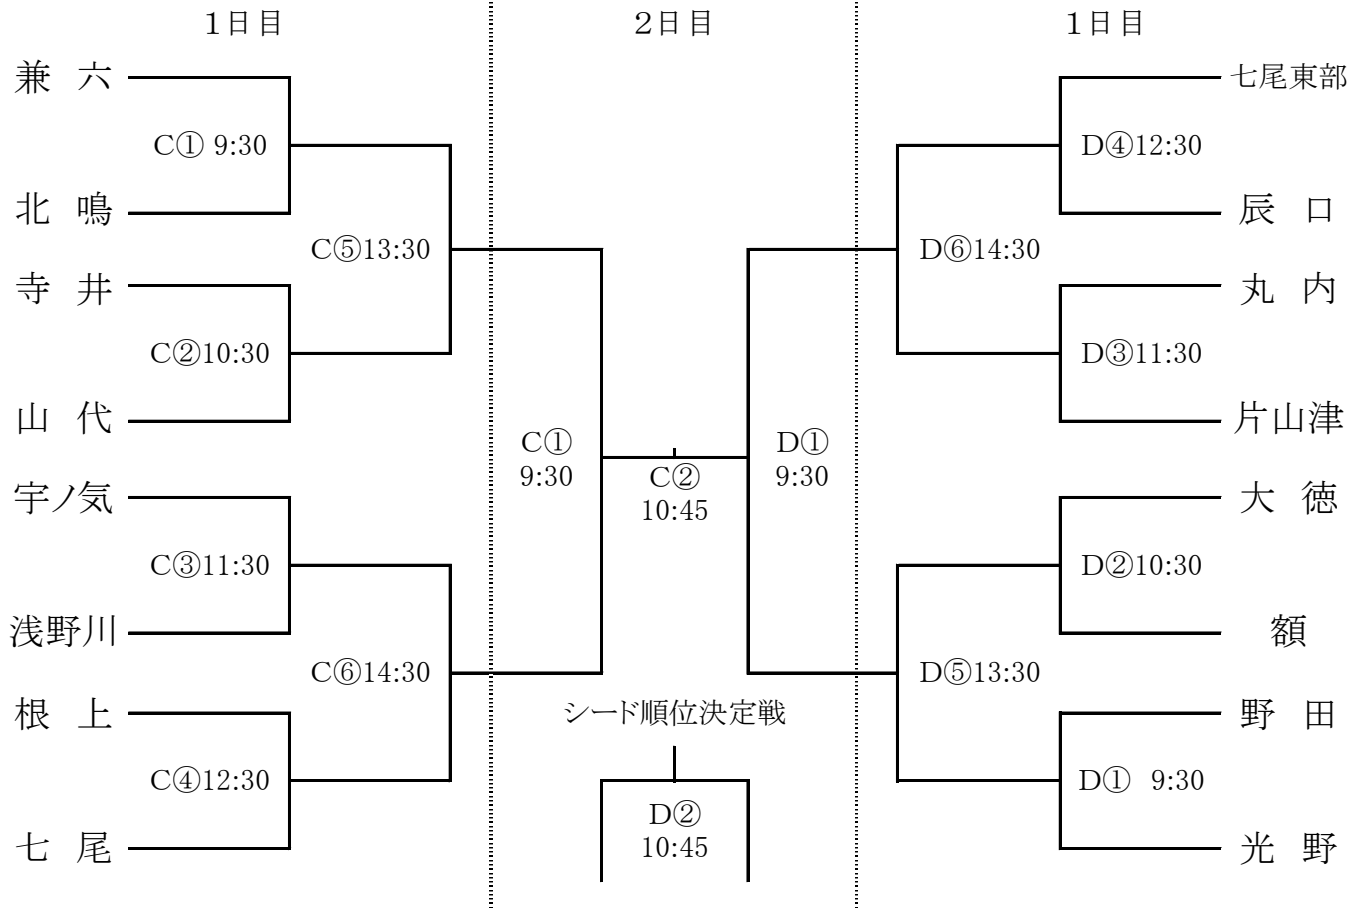 1日目
2日目
1日目
兼 六
C① 9:30
北 鳴
C⑤13:30
寺 井
C②10:30
山 代
宇ノ気
C③11:30
浅野川
C⑥14:30
根 上
C④12:30
七 尾
C①
9:30
C②
10:45
D①
9:30
シード順位決定戦
D②
10:45
七尾東部
D④12:30
辰 口
D⑥14:30
丸 内
D③11:30
片山津
大 徳
D②10:30
額
D⑤13:30
野 田
D① 9:30
光 野